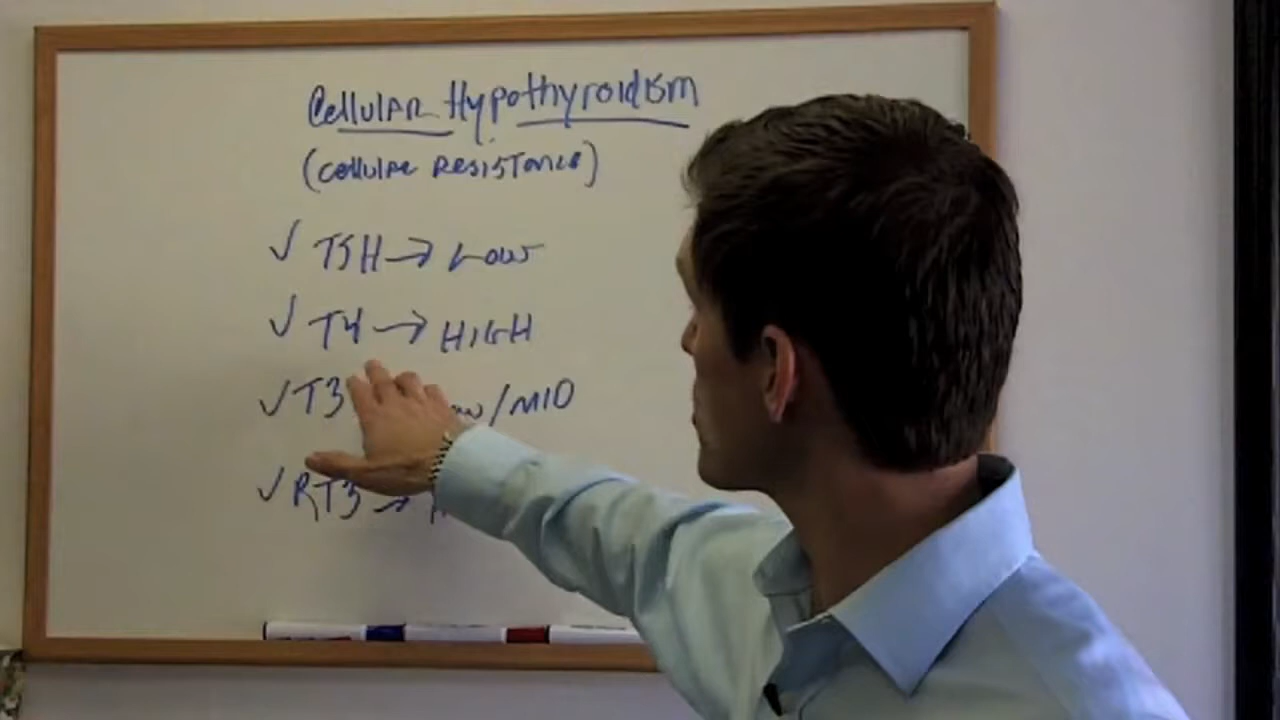 Cellular Hypothyroidism
(Cellular Resistance)
✓ TSH → Low
✓ T4 → HIGH
✓ T3 /MID
✓ RT3 →